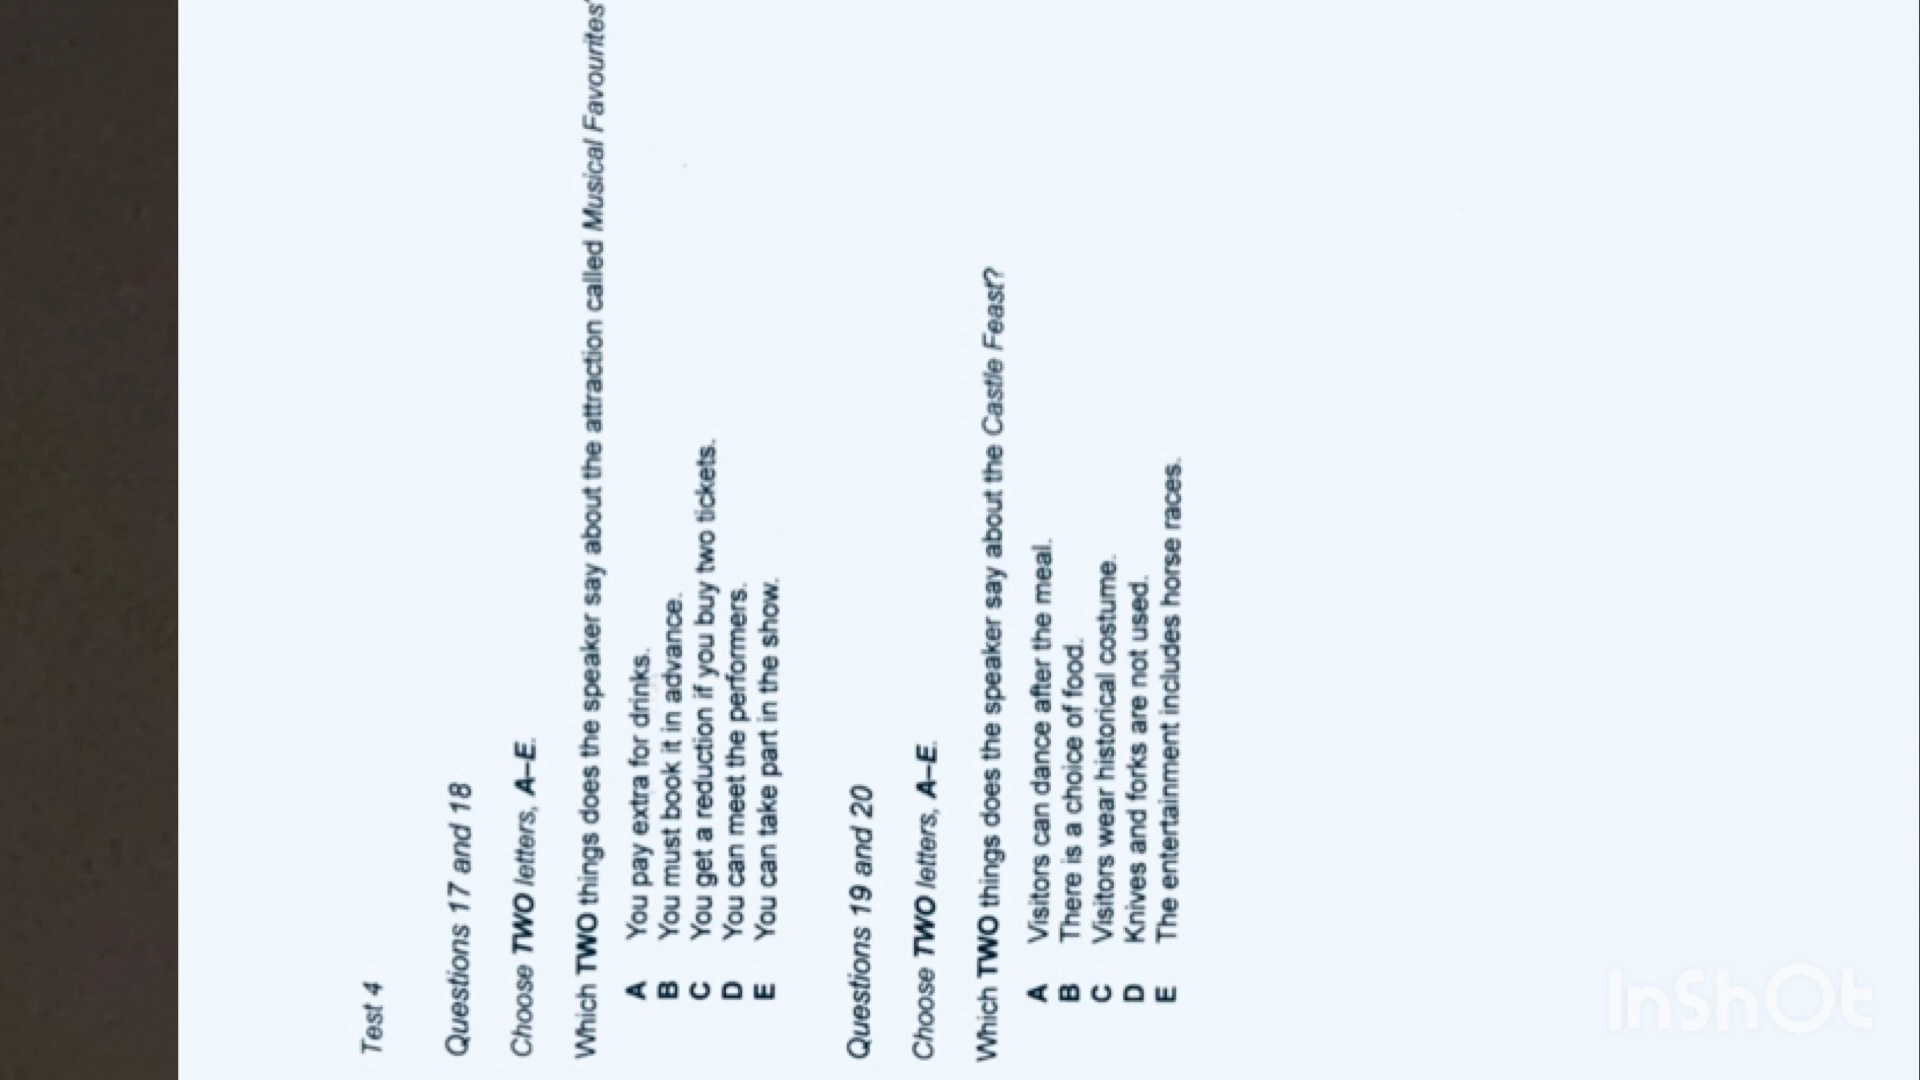 Test 4
Questions 17 and 18
Choose TWO letters, A–E.
Which TWO things does the speaker say about the attraction called Musical Favourites
A You pay extra for drinks.
B You must book it in advance.
C You get a reduction if you buy two tickets.
D You can meet the performers.
E You can take part in the show.
Questions 19 and 20
Choose TWO letters, A–E.
Which TWO things does the speaker say about the Castle Feast?
A Visitors can dance after the meal.
B There is a choice of food.
C Visitors wear historical costume.
D Knives and forks are not used.
E The entertainment includes horse races.
InShOt